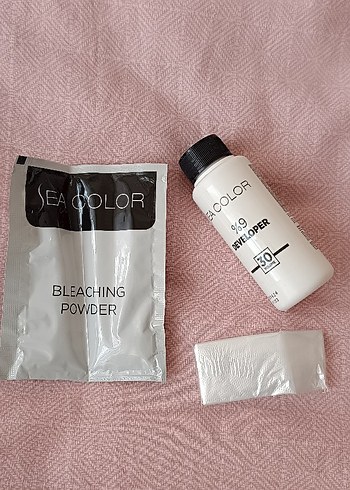 SEA COLOR
BLEACHING
POWDER
SEA COLOR
%9
DEVELOPER
30